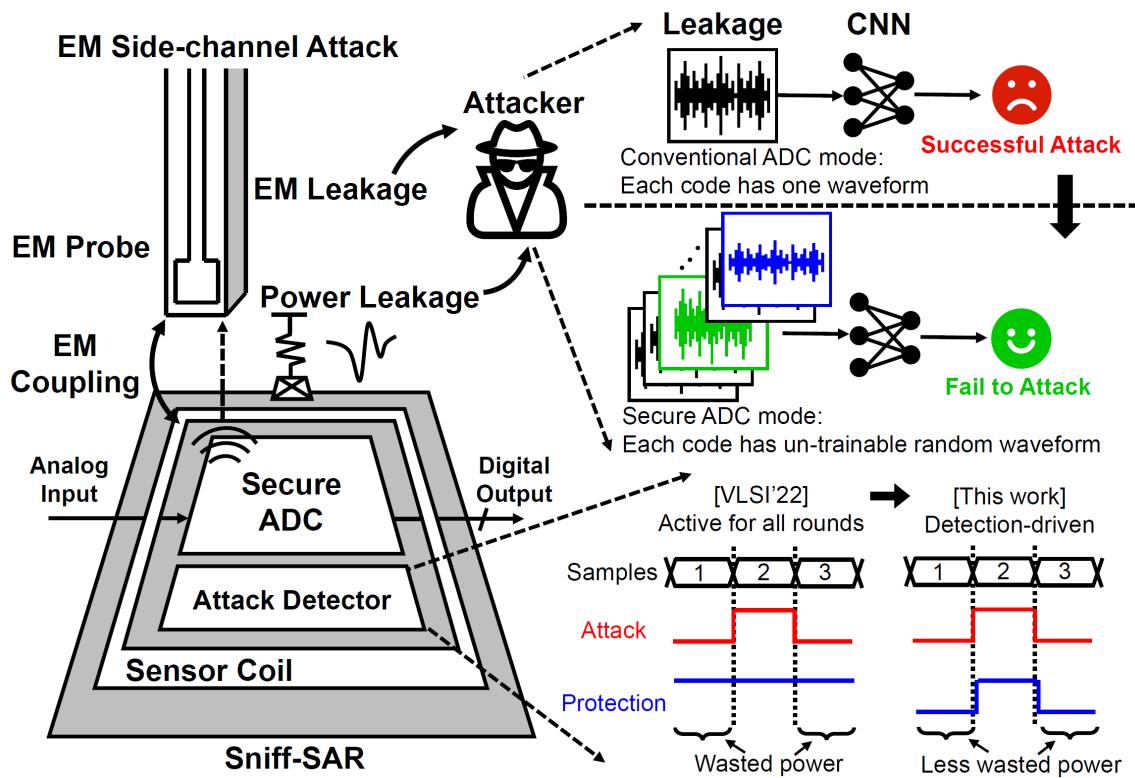 EM Side-channel Attack
EM Probe
EM Leakage
Attacker
Power Leakage
EM
Coupling
Analog
Input
Secure
ADC
Digital
Output
Attack Detector
Sensor Coil
Sniff-SAR
Leakage
CNN
Successful Attack
Conventional ADC mode:
Each code has one waveform
Fail to Attack
Secure ADC mode:
Each code has un-trainable random waveform
[VLSI'22]
Active for all rounds
[This work]
Detection-driven
Samples
1 2 3
1 2 3
Attack
Protection
Wasted power
Less wasted power